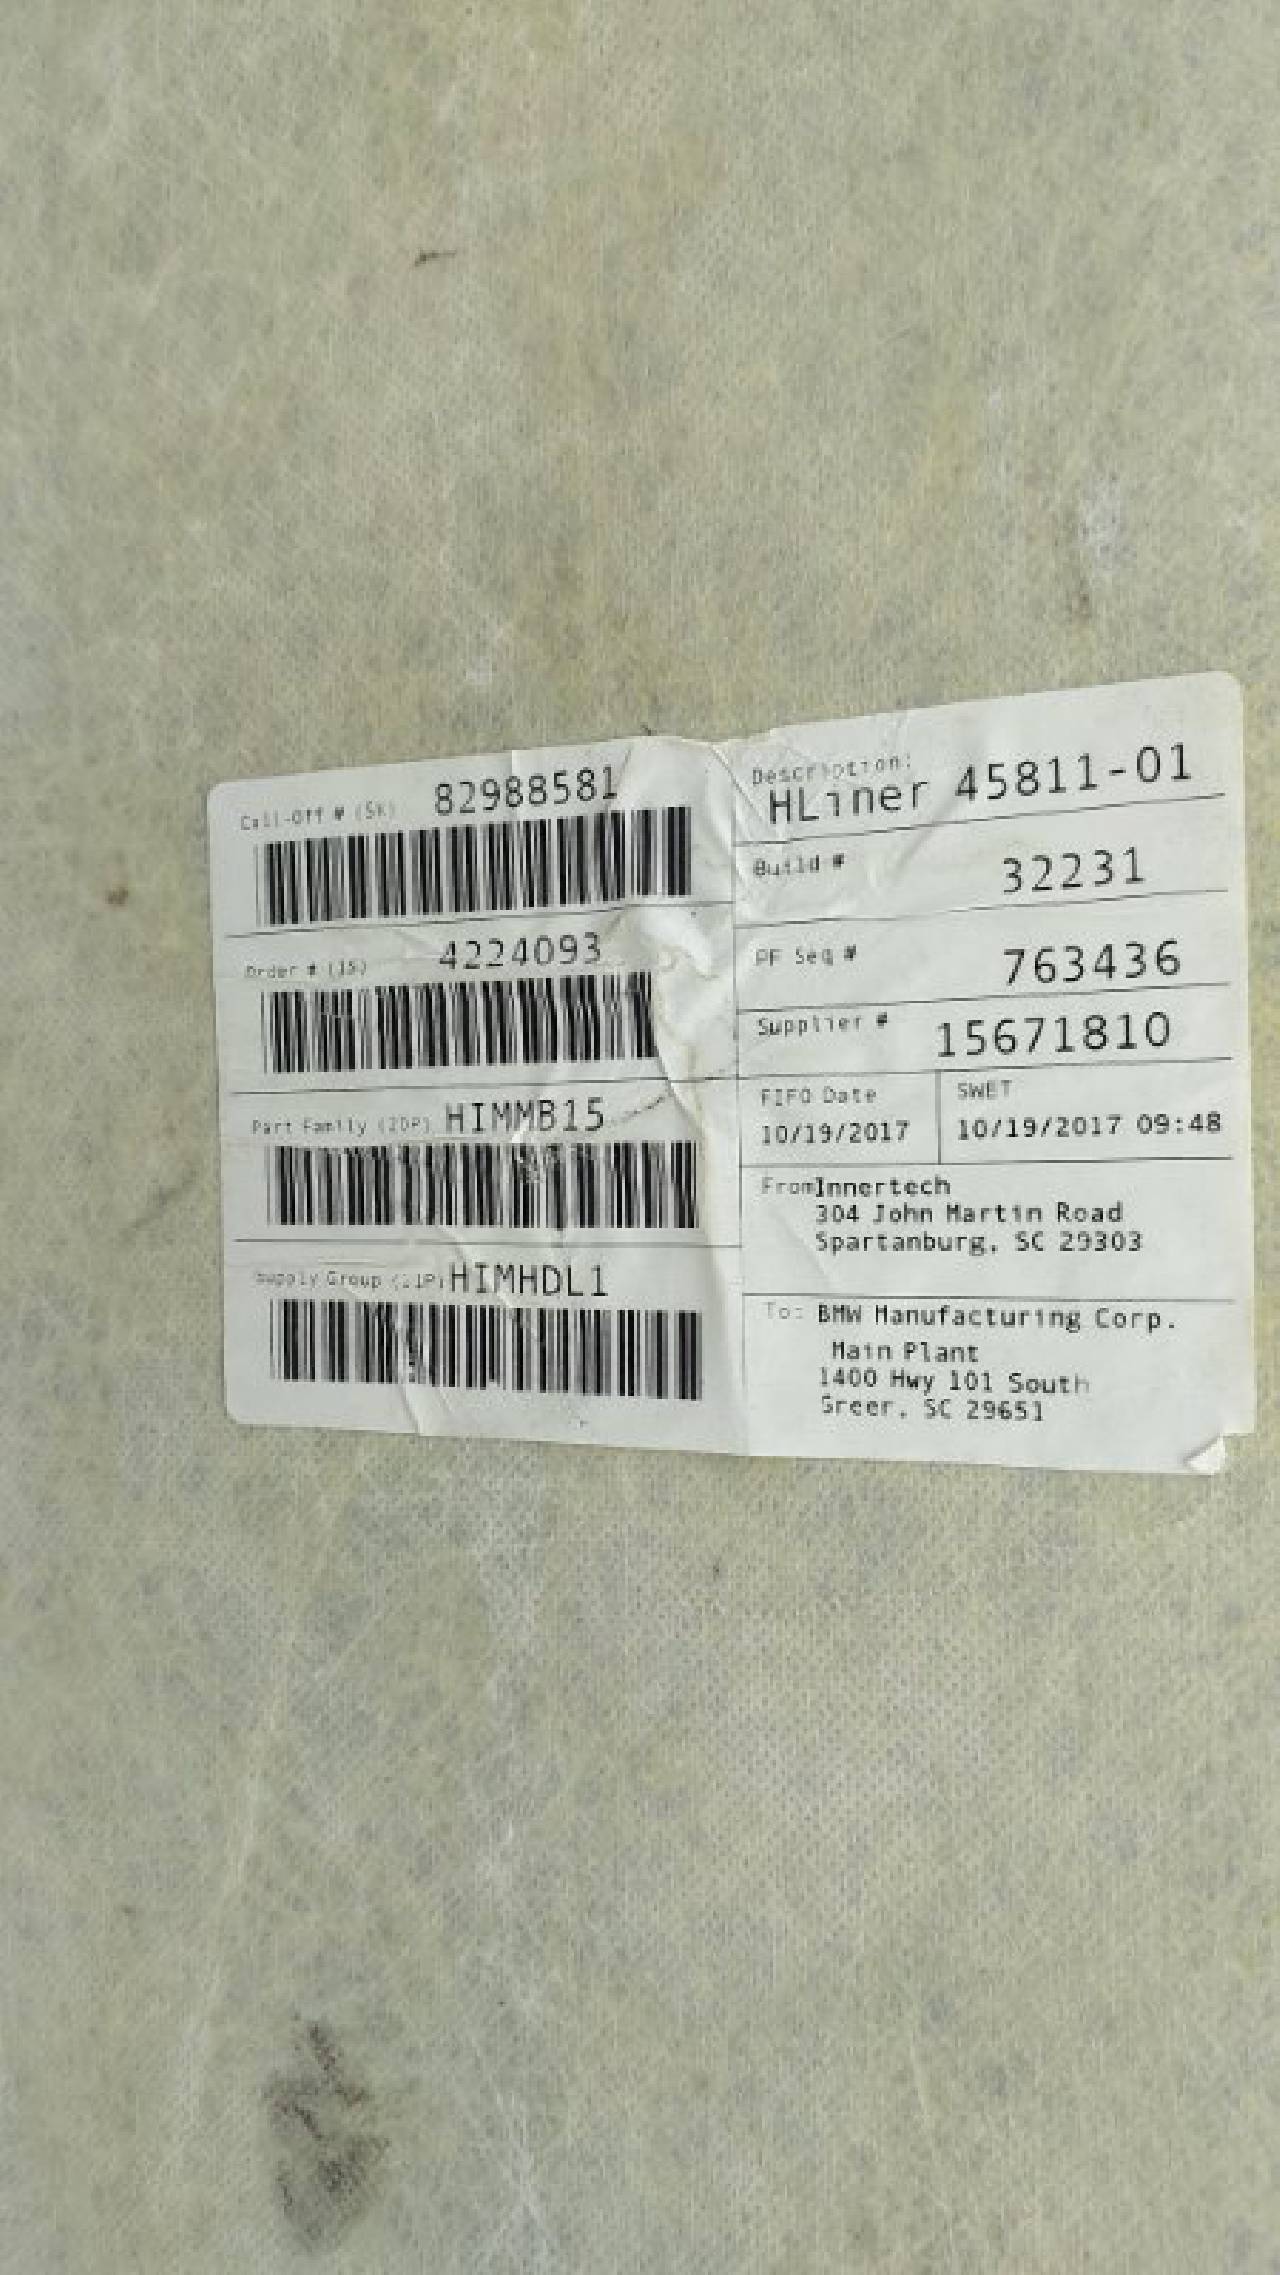 Call-Off # (5K) 82988581
Order # (15) 4224093
Part Family (20P) HIMMB15
Supply Group (11P) HIMHDL1
Description:
HLiner 45811-01
Build # 32231
PF Seq # 763436
Supplier # 15671810
FIFO Date
10/19/2017
SWET
10/19/2017 09:48
From Innertech
304 John Martin Road
Spartanburg, SC 29303
To: BMW Manufacturing Corp.
Main Plant
1400 Hwy 101 South
Greer, SC 29651